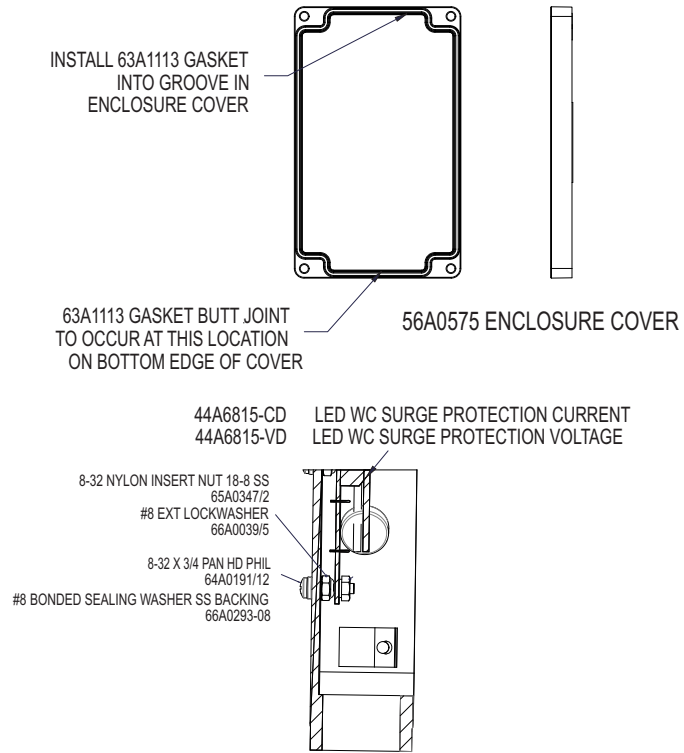 INSTALL 63A1113 GASKET
INTO GROOVE IN
ENCLOSURE COVER
63A1113 GASKET BUTT JOINT
TO OCCUR AT THIS LOCATION
ON BOTTOM EDGE OF COVER
56A0575 ENCLOSURE COVER
44A6815-CD LED WC SURGE PROTECTION CURRENT
44A6815-VD LED WC SURGE PROTECTION VOLTAGE
8-32 NYLON INSERT NUT 18-8 SS
65A0347/2
#8 EXT LOCKWASHER
66A0039/5
8-32 X 3/4 PAN HD PHIL
64A0191/12
#8 BONDED SEALING WASHER SS BACKING
66A0293-08